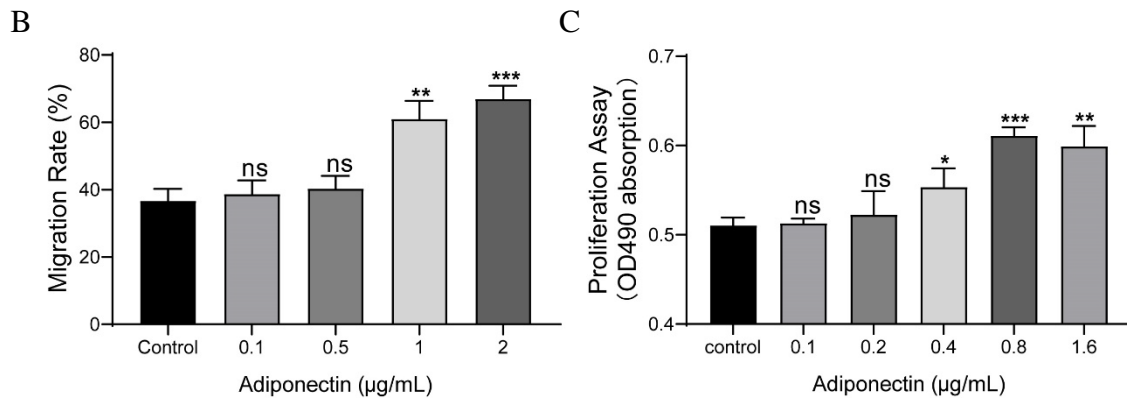 B
80
60
40
20
0
Migration Rate (%)
ns
ns
**
***
Control 0.1 0.5 1 2
Adiponectin (μg/mL)
C
0.7
0.6
0.5
0.4
Proliferation Assay
(OD490 absorption)
ns
ns
*
***
**
control 0.1 0.2 0.4 0.8 1.6
Adiponectin (μg/mL)